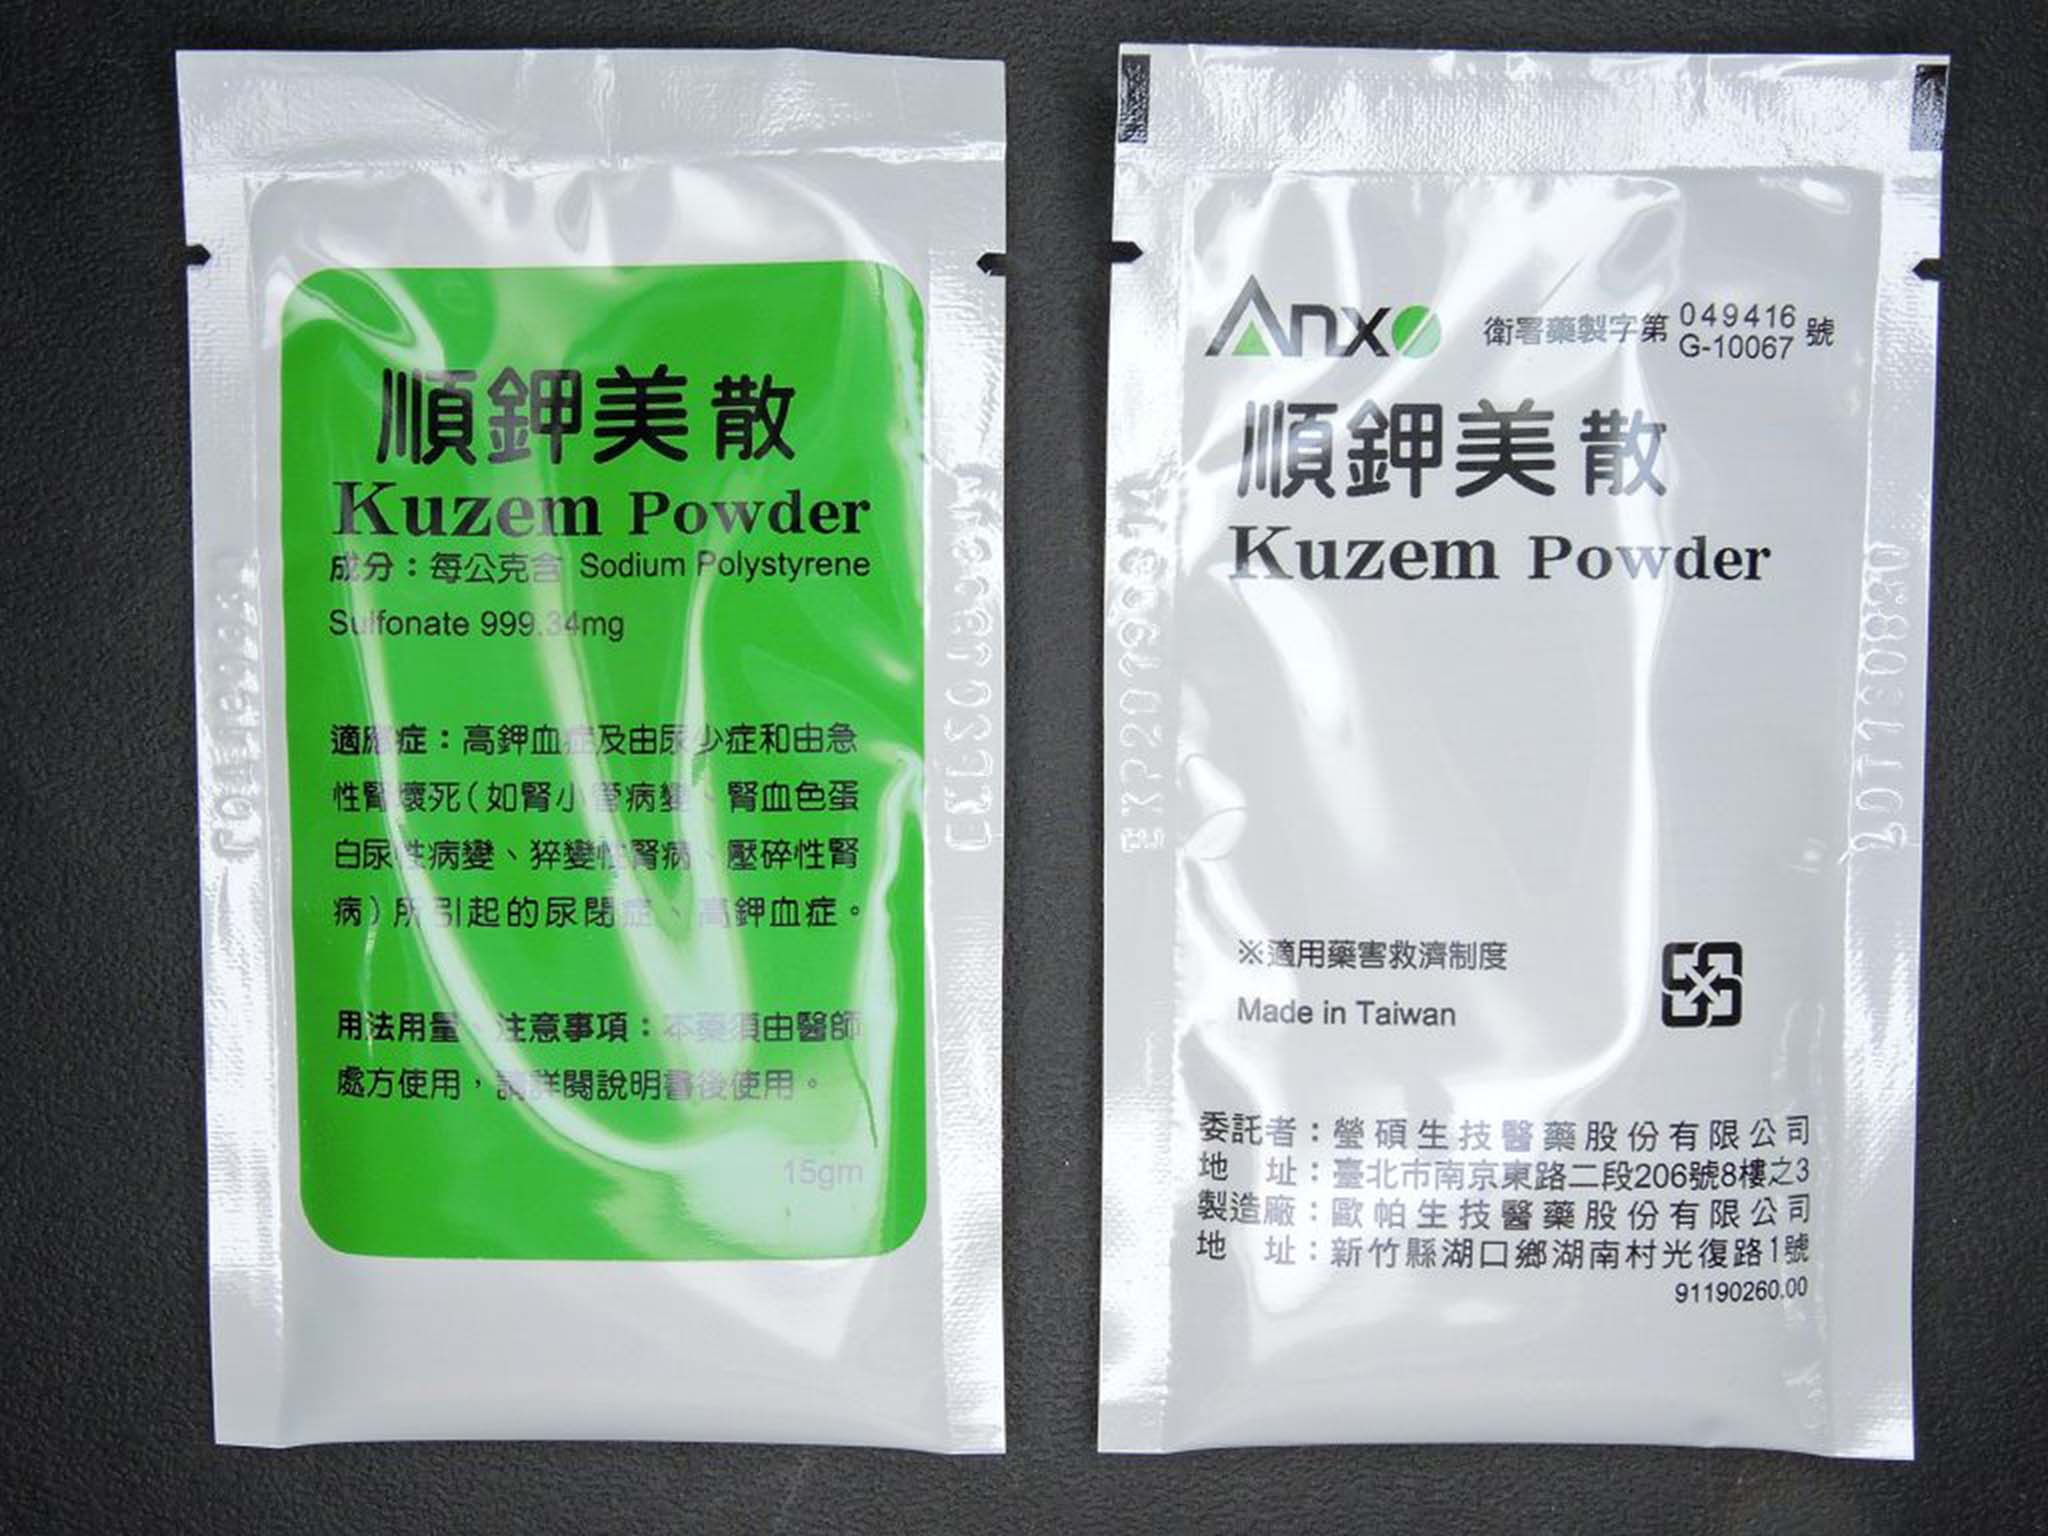 順鉀美 散
Kuzem Powder
成分：每公克含 Sodium Polystyrene
Sulfonate 999.34mg
適應症：高鉀血症及由尿少症和由急
性腎壞死(如腎小管病變、腎血色蛋
白尿性病變、猝變性腎病、壓碎性腎
病)所引起的尿閉症、高鉀血症。
用法用量、注意事項：本藥須由醫師
處方使用，請詳閱說明書後使用。
15gm
Anxo
衛署藥製字第 049416 號
G-10067
順鉀美 散
Kuzem Powder
EXP20190814
※適用藥害救濟制度
Made in Taiwan
委託者：瑩碩生技醫藥股份有限公司
地 址：臺北市南京東路二段206號8樓之3
製造廠：歐帕生技醫藥股份有限公司
地 址：新竹縣湖口鄉湖南村光復路1號
91190260.00